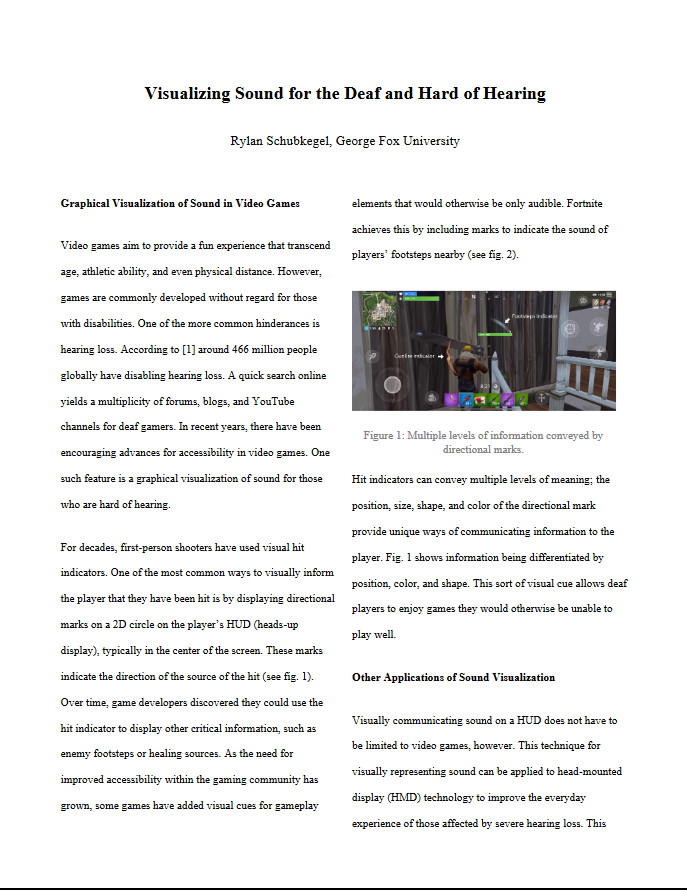 Visualizing Sound for the Deaf and Hard of Hearing
Rylan Schubkegel, George Fox University
Graphical Visualization of Sound in Video Games
Video games aim to provide a fun experience that transcend
age, athletic ability, and even physical distance. However,
games are commonly developed without regard for those
with disabilities. One of the more common hinderances is
hearing loss. According to [1] around 466 million people
globally have disabling hearing loss. A quick search online
yields a multiplicity of forums, blogs, and YouTube
channels for deaf gamers. In recent years, there have been
encouraging advances for accessibility in video games. One
such feature is a graphical visualization of sound for those
who are hard of hearing.
For decades, first-person shooters have used visual hit
indicators. One of the most common ways to visually inform
the player that they have been hit is by displaying directional
marks on a 2D circle on the player’s HUD (heads-up
display), typically in the center of the screen. These marks
indicate the direction of the source of the hit (see fig. 1).
Over time, game developers discovered they could use the
hit indicator to display other critical information, such as
enemy footsteps or healing sources. As the need for
improved accessibility within the gaming community has
grown, some games have added visual cues for gameplay
elements that would otherwise be only audible. Fortnite
achieves this by including marks to indicate the sound of
players’ footsteps nearby (see fig. 2).
Footsteps indicator
Gunfire indicator
Figure 1: Multiple levels of information conveyed by
directional marks.
Hit indicators can convey multiple levels of meaning; the
position, size, shape, and color of the directional mark
provide unique ways of communicating information to the
player. Fig. 1 shows information being differentiated by
position, color, and shape. This sort of visual cue allows deaf
players to enjoy games they would otherwise be unable to
play well.
Other Applications of Sound Visualization
Visually communicating sound on a HUD does not have to
be limited to video games, however. This technique for
visually representing sound can be applied to head-mounted
display (HMD) technology to improve the everyday
experience of those affected by severe hearing loss. This